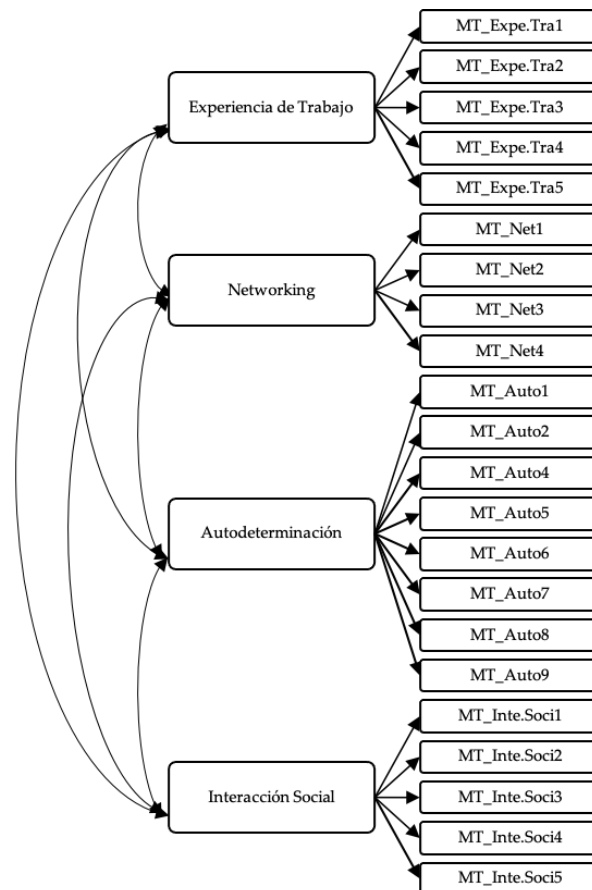 MT_Expe.Tra1
MT_Expe.Tra2
Experiencia de Trabajo
MT_Expe.Tra3
MT_Expe.Tra4
MT_Expe.Tra5
MT_Net1
MT_Net2
Networking
MT_Net3
MT_Net4
MT_Auto1
MT_Auto2
MT_Auto4
MT_Auto5
Autodeterminación
MT_Auto6
MT_Auto7
MT_Auto8
MT_Auto9
MT_Inte.Soci1
MT_Inte.Soci2
Interacción Social
MT_Inte.Soci3
MT_Inte.Soci4
MT_Inte.Soci5